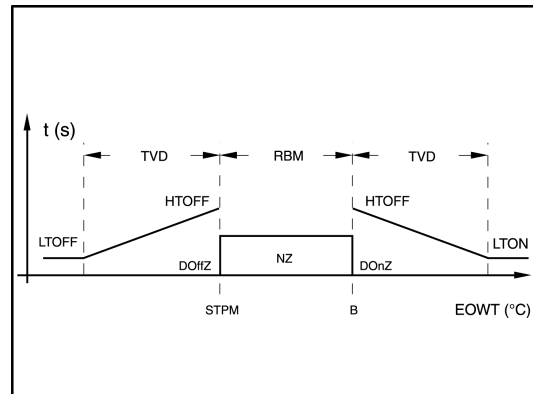 t (s)
TVD RBM TVD
HTOFF HTOFF
LTOFF LTON
DOffZ NZ DOnZ
STPM B EOWT (°C)